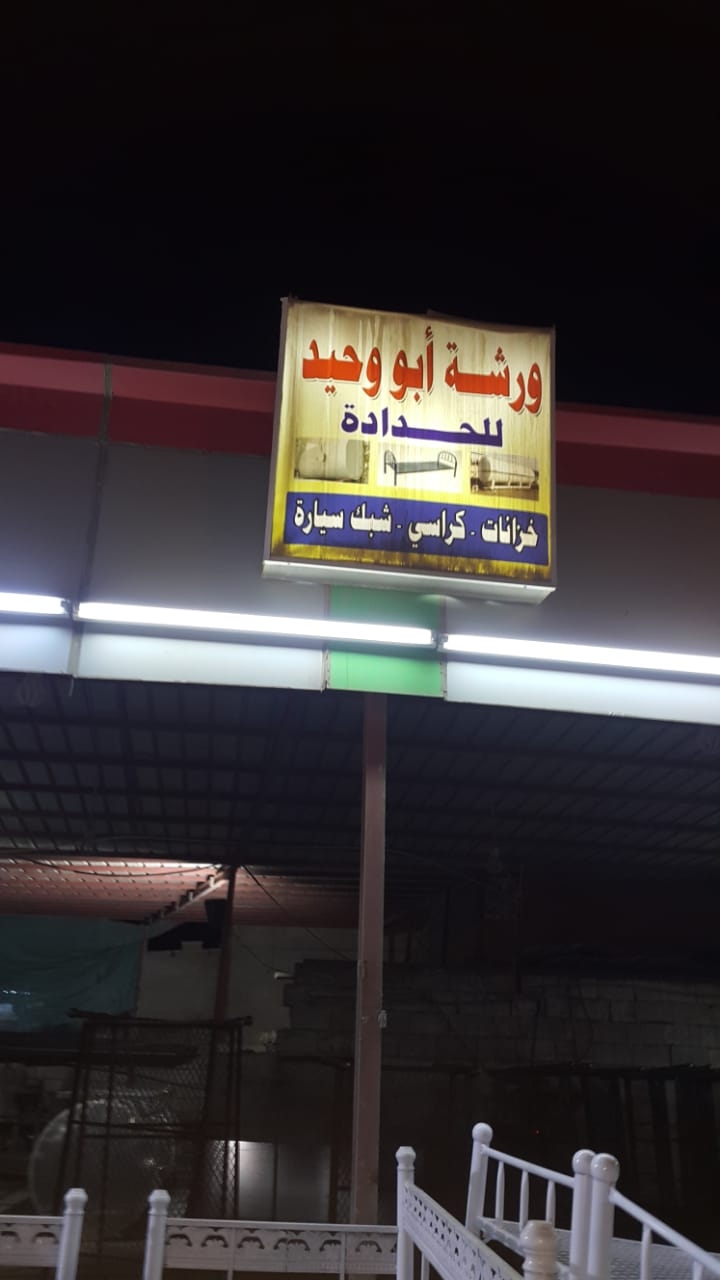 ورشة أبو وحيد
للحدادة
خزانات - كراسي - شبك سيارة